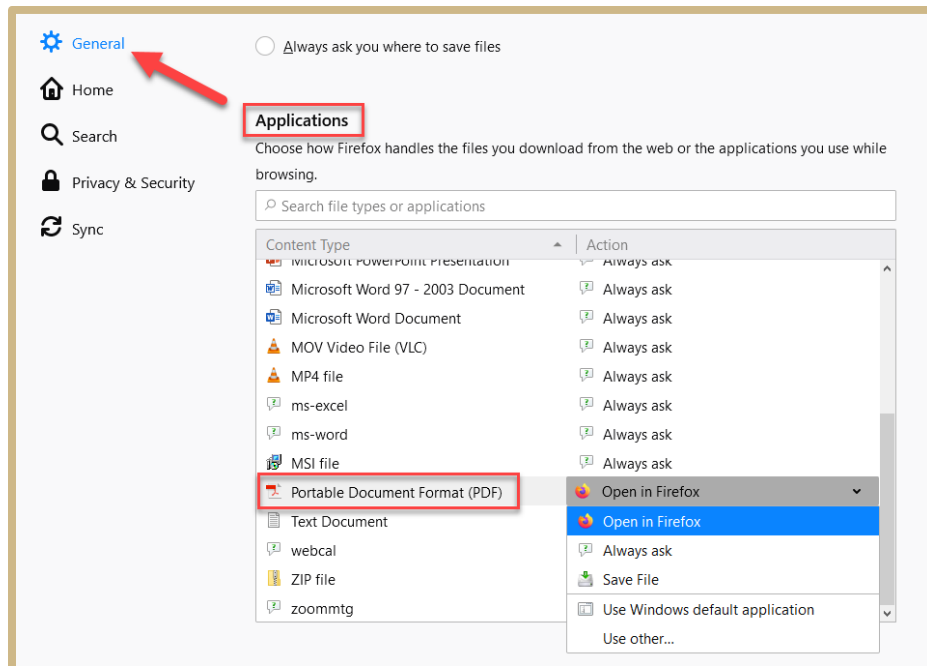 General
Always ask you where to save files
Home
Applications
Search
Choose how Firefox handles the files you download from the web or the applications you use while
browsing.
Privacy & Security
Search file types or applications
Sync
Content Type Action
Microsoft PowerPoint Presentation Always ask
Microsoft Word 97 - 2003 Document Always ask
Microsoft Word Document Always ask
MOV Video File (VLC) Always ask
MP4 file Always ask
ms-excel Always ask
ms-word Always ask
MSI file Always ask
Portable Document Format (PDF) Open in Firefox
Text Document Open in Firefox
webcal Always ask
ZIP file Save File
zoommtg Use Windows default application
Use other...